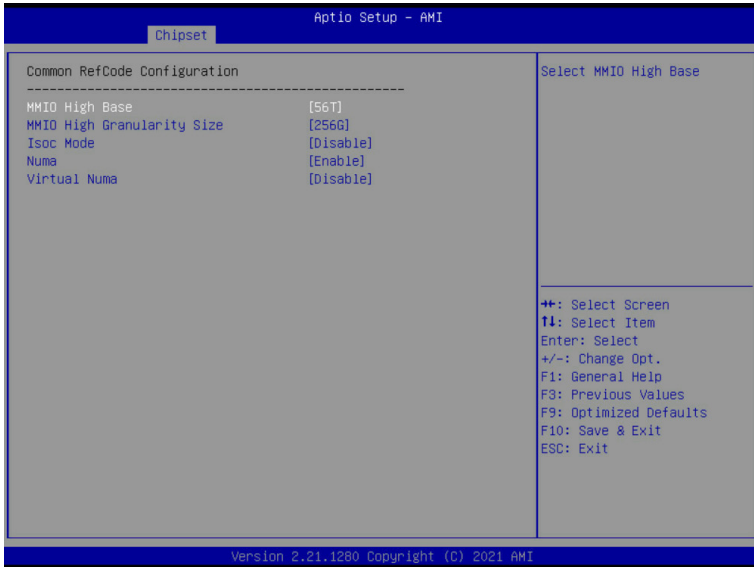 Aptio Setup – AMI
Chipset
Common RefCode Configuration
--------------------------------------------------
MMIO High Base [56T]
MMIO High Granularity Size [256G]
Isoc Mode [Disable]
Numa [Enable]
Virtual Numa [Disable]
Select MMIO High Base
→←: Select Screen
↑↓: Select Item
Enter: Select
+/-: Change Opt.
F1: General Help
F3: Previous Values
F9: Optimized Defaults
F10: Save & Exit
ESC: Exit
Version 2.21.1280 Copyright (C) 2021 AMI